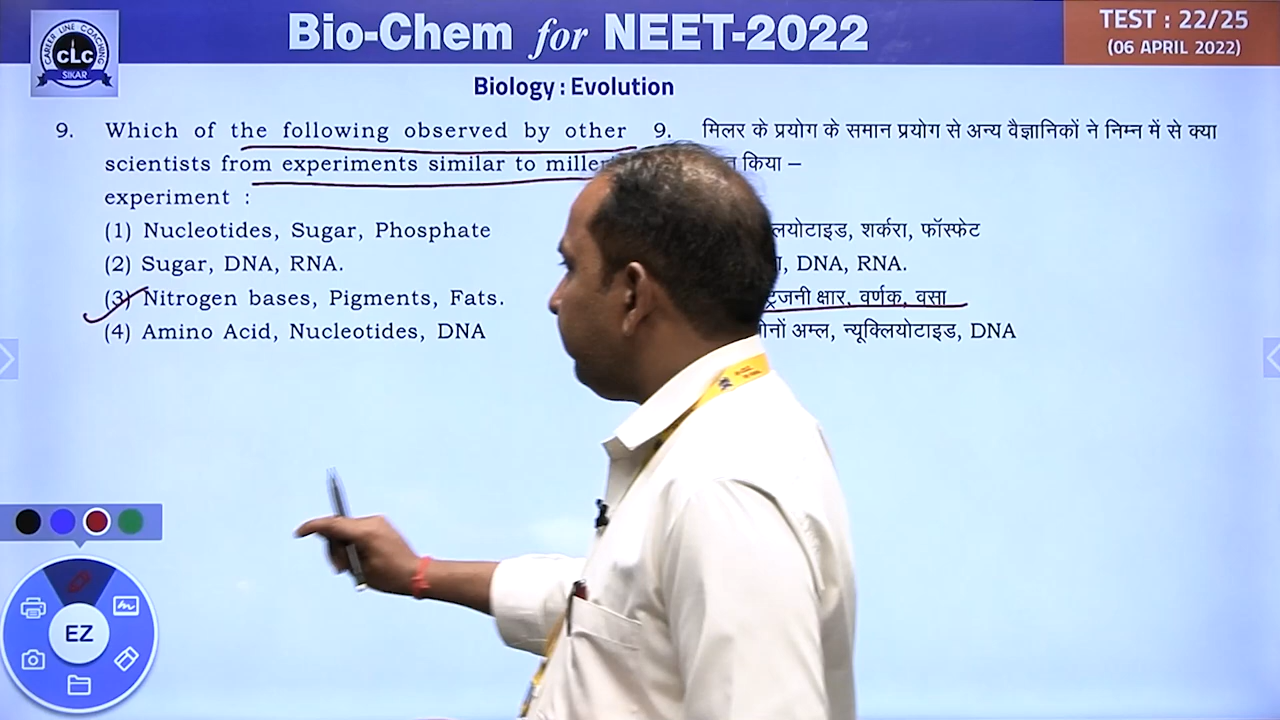 Bio-Chem for NEET-2022
TEST : 22/25
(06 APRIL 2022)
CAREER LINE COACHING
CLC
SIKAR
Biology : Evolution
9. Which of the following observed by other
scientists from experiments similar to miller
experiment :
(1) Nucleotides, Sugar, Phosphate
(2) Sugar, DNA, RNA.
(3) Nitrogen bases, Pigments, Fats.
(4) Amino Acid, Nucleotides, DNA
9. मिलर के प्रयोग के समान प्रयोग से अन्य वैज्ञानिकों ने निम्न में से क्या
किया –
शर्करा, फॉस्फेट
DNA, RNA.
क्षार, वर्णक, वसा
अम्ल, न्यूक्लियोटाइड, DNA
EZ